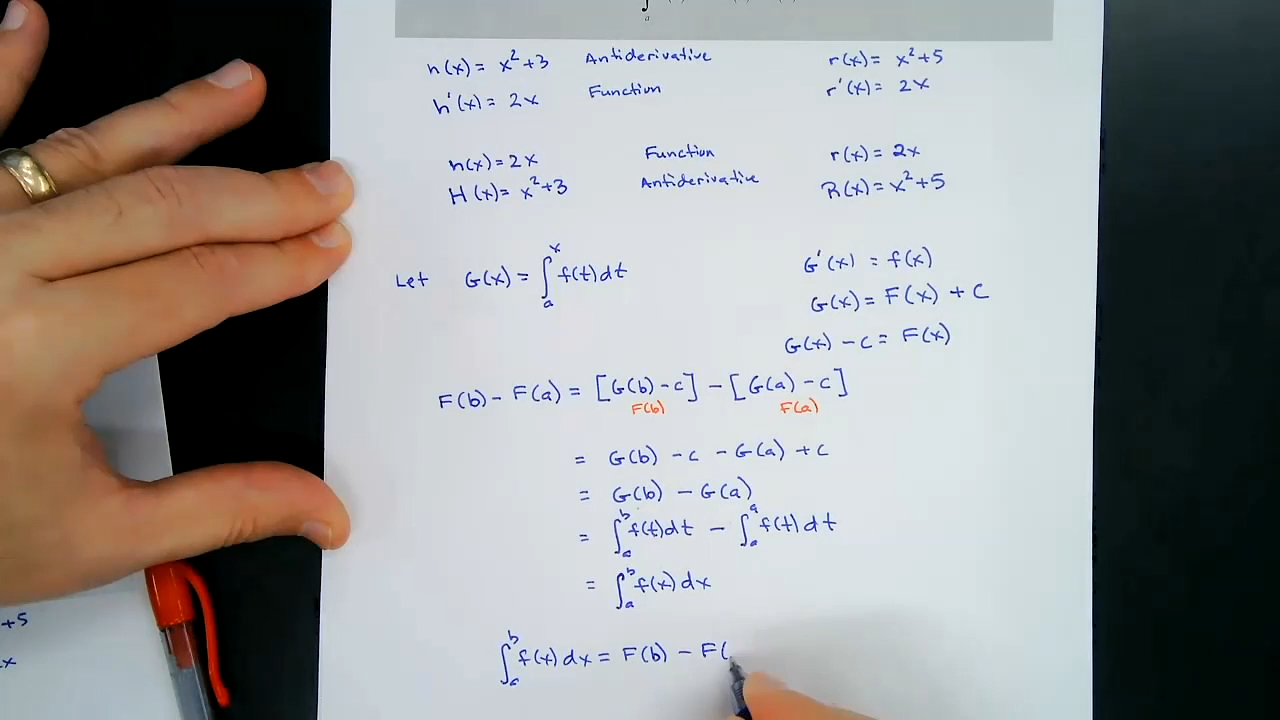 h(x) = x²+3 Antiderivative r(x) = x²+5
h'(x) = 2x Function r'(x) = 2x
h(x) = 2x Function r(x) = 2x
H(x) = x²+3 Antiderivative R(x) = x²+5
Let G(x) = ∫ₐˣ f(t)dt G'(x) = f(x)
G(x) = F(x) + C
G(x) - c = F(x)
F(b) - F(a) = [G(b) - c] - [G(a) - c]
F(b) F(a)
= G(b) - c - G(a) + c
= G(b) - G(a)
= ∫ₐᵇ f(t)dt - ∫ₐᵃ f(t)dt
= ∫ₐᵇ f(x)dx
∫ₐᵇ f(x)dx = F(b) - F(
+5
x